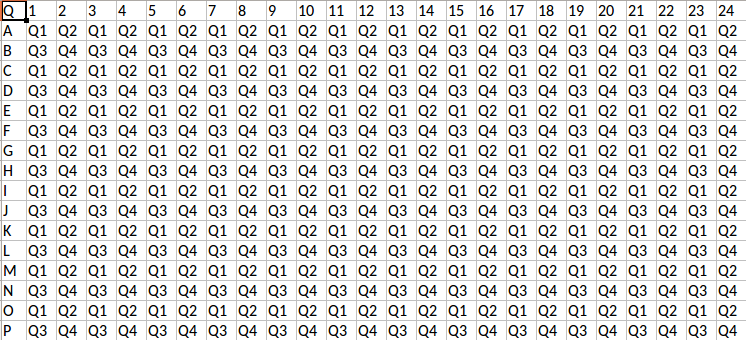 Q 1 2 3 4 5 6 7 8 9 10 11 12 13 14 15 16 17 18 19 20 21 22 23 24
A Q1 Q2 Q1 Q2 Q1 Q2 Q1 Q2 Q1 Q2 Q1 Q2 Q1 Q2 Q1 Q2 Q1 Q2 Q1 Q2 Q1 Q2 Q1 Q2
B Q3 Q4 Q3 Q4 Q3 Q4 Q3 Q4 Q3 Q4 Q3 Q4 Q3 Q4 Q3 Q4 Q3 Q4 Q3 Q4 Q3 Q4 Q3 Q4
C Q1 Q2 Q1 Q2 Q1 Q2 Q1 Q2 Q1 Q2 Q1 Q2 Q1 Q2 Q1 Q2 Q1 Q2 Q1 Q2 Q1 Q2 Q1 Q2
D Q3 Q4 Q3 Q4 Q3 Q4 Q3 Q4 Q3 Q4 Q3 Q4 Q3 Q4 Q3 Q4 Q3 Q4 Q3 Q4 Q3 Q4 Q3 Q4
E Q1 Q2 Q1 Q2 Q1 Q2 Q1 Q2 Q1 Q2 Q1 Q2 Q1 Q2 Q1 Q2 Q1 Q2 Q1 Q2 Q1 Q2 Q1 Q2
F Q3 Q4 Q3 Q4 Q3 Q4 Q3 Q4 Q3 Q4 Q3 Q4 Q3 Q4 Q3 Q4 Q3 Q4 Q3 Q4 Q3 Q4 Q3 Q4
G Q1 Q2 Q1 Q2 Q1 Q2 Q1 Q2 Q1 Q2 Q1 Q2 Q1 Q2 Q1 Q2 Q1 Q2 Q1 Q2 Q1 Q2 Q1 Q2
H Q3 Q4 Q3 Q4 Q3 Q4 Q3 Q4 Q3 Q4 Q3 Q4 Q3 Q4 Q3 Q4 Q3 Q4 Q3 Q4 Q3 Q4 Q3 Q4
I Q1 Q2 Q1 Q2 Q1 Q2 Q1 Q2 Q1 Q2 Q1 Q2 Q1 Q2 Q1 Q2 Q1 Q2 Q1 Q2 Q1 Q2 Q1 Q2
J Q3 Q4 Q3 Q4 Q3 Q4 Q3 Q4 Q3 Q4 Q3 Q4 Q3 Q4 Q3 Q4 Q3 Q4 Q3 Q4 Q3 Q4 Q3 Q4
K Q1 Q2 Q1 Q2 Q1 Q2 Q1 Q2 Q1 Q2 Q1 Q2 Q1 Q2 Q1 Q2 Q1 Q2 Q1 Q2 Q1 Q2 Q1 Q2
L Q3 Q4 Q3 Q4 Q3 Q4 Q3 Q4 Q3 Q4 Q3 Q4 Q3 Q4 Q3 Q4 Q3 Q4 Q3 Q4 Q3 Q4 Q3 Q4
M Q1 Q2 Q1 Q2 Q1 Q2 Q1 Q2 Q1 Q2 Q1 Q2 Q1 Q2 Q1 Q2 Q1 Q2 Q1 Q2 Q1 Q2 Q1 Q2
N Q3 Q4 Q3 Q4 Q3 Q4 Q3 Q4 Q3 Q4 Q3 Q4 Q3 Q4 Q3 Q4 Q3 Q4 Q3 Q4 Q3 Q4 Q3 Q4
O Q1 Q2 Q1 Q2 Q1 Q2 Q1 Q2 Q1 Q2 Q1 Q2 Q1 Q2 Q1 Q2 Q1 Q2 Q1 Q2 Q1 Q2 Q1 Q2
P Q3 Q4 Q3 Q4 Q3 Q4 Q3 Q4 Q3 Q4 Q3 Q4 Q3 Q4 Q3 Q4 Q3 Q4 Q3 Q4 Q3 Q4 Q3 Q4